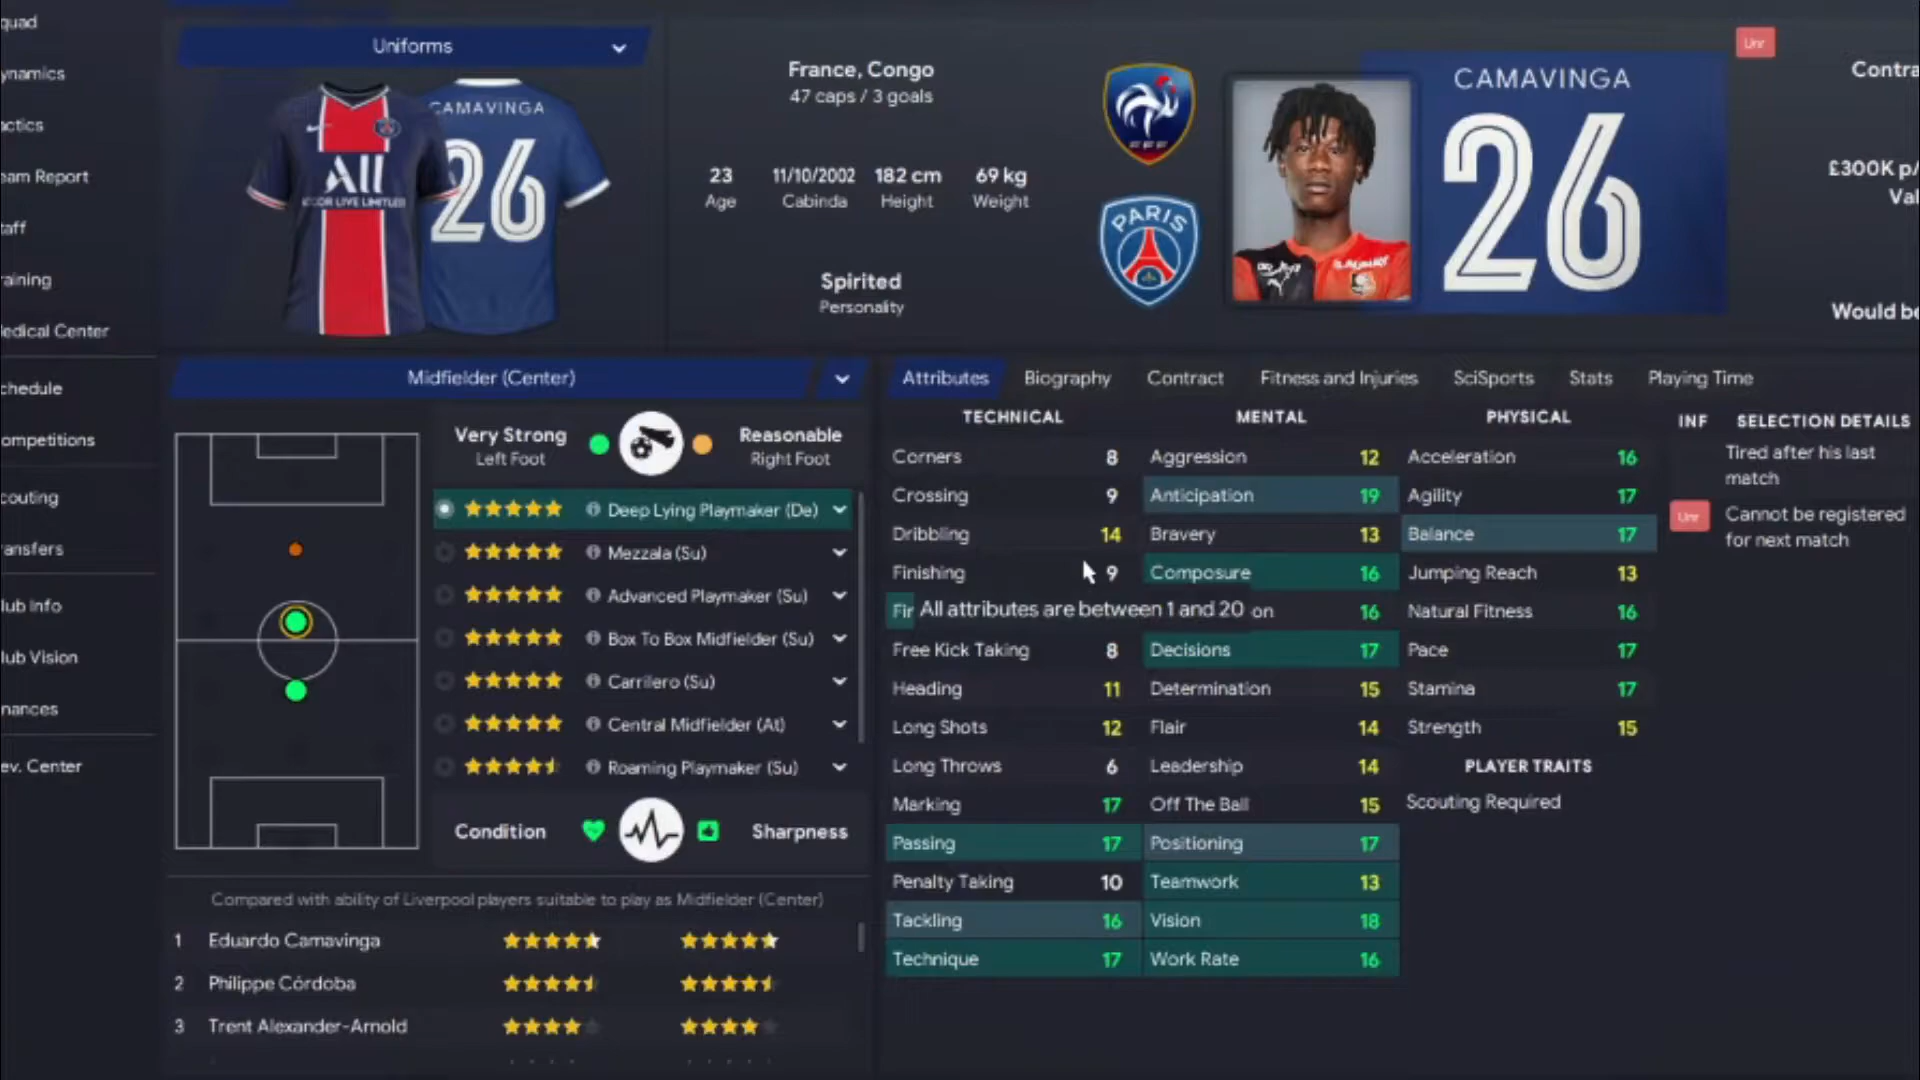 quad
ynamics
actics
eam Report
taff
raining
edical Center
chedule
ompetitions
couting
ansfers
lub Info
lub Vision
nances
ev. Center
Uniforms
CAMAVINGA
26
ALL
France, Congo
47 caps / 3 goals
23
Age
11/10/2002
Cabinda
182 cm
Height
69 kg
Weight
Spirited
Personality
FFF
PARIS
CAMAVINGA
26
Unr
Contra
£300K p/
Val
Would be
Midfielder (Center)
Very Strong
Left Foot
Reasonable
Right Foot
Deep Lying Playmaker (De)
Mezzala (Su)
Advanced Playmaker (Su)
Box To Box Midfielder (Su)
Carrilero (Su)
Central Midfielder (At)
Roaming Playmaker (Su)
Condition
Sharpness
Compared with ability of Liverpool players suitable to play as Midfielder (Center)
1 Eduardo Camavinga
2 Philippe Córdoba
3 Trent Alexander-Arnold
Attributes Biography Contract Fitness and Injuries SciSports Stats Playing Time
TECHNICAL
Corners 8
Crossing 9
Dribbling 14
Finishing 9
Fir
All attributes are between 1 and 20
Free Kick Taking 8
Heading 11
Long Shots 12
Long Throws 6
Marking 17
Passing 17
Penalty Taking 10
Tackling 16
Technique 17
MENTAL
Aggression 12
Anticipation 19
Bravery 13
Composure 16
on 16
Decisions 17
Determination 15
Flair 14
Leadership 14
Off The Ball 15
Positioning 17
Teamwork 13
Vision 18
Work Rate 16
PHYSICAL
Acceleration 16
Agility 17
Balance 17
Jumping Reach 13
Natural Fitness 16
Pace 17
Stamina 17
Strength 15
PLAYER TRAITS
Scouting Required
INF SELECTION DETAILS
Tired after his last
match
Unr Cannot be registered
for next match